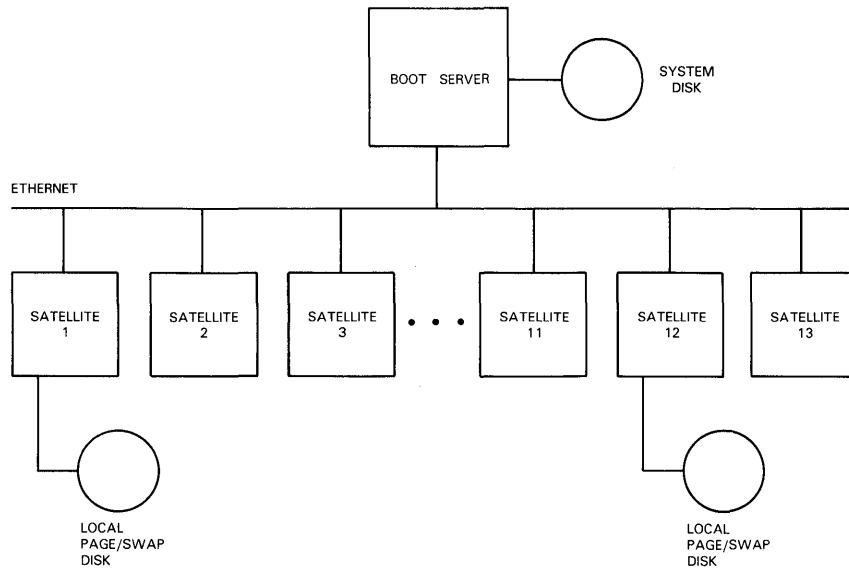 BOOT SERVER
SYSTEM
DISK
ETHERNET
SATELLITE
1
SATELLITE
2
SATELLITE
3
SATELLITE
11
SATELLITE
12
SATELLITE
13
LOCAL
PAGE/SWAP
DISK
LOCAL
PAGE/SWAP
DISK